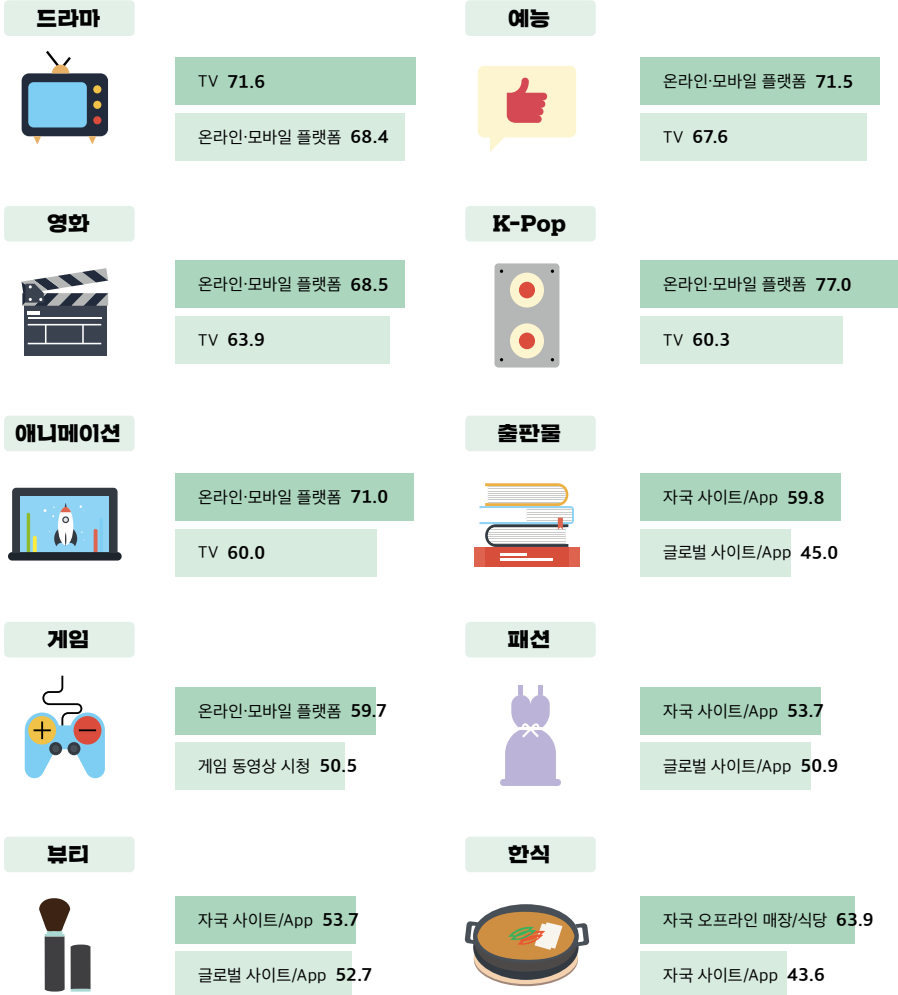 드라마
TV 71.6
온라인·모바일 플랫폼 68.4
예능
온라인·모바일 플랫폼 71.5
TV 67.6
영화
온라인·모바일 플랫폼 68.5
TV 63.9
K-Pop
온라인·모바일 플랫폼 77.0
TV 60.3
애니메이션
온라인·모바일 플랫폼 71.0
TV 60.0
출판물
자국 사이트/App 59.8
글로벌 사이트/App 45.0
게임
온라인·모바일 플랫폼 59.7
게임 동영상 시청 50.5
패션
자국 사이트/App 53.7
글로벌 사이트/App 50.9
뷰티
자국 사이트/App 53.7
글로벌 사이트/App 52.7
한식
자국 오프라인 매장/식당 63.9
자국 사이트/App 43.6